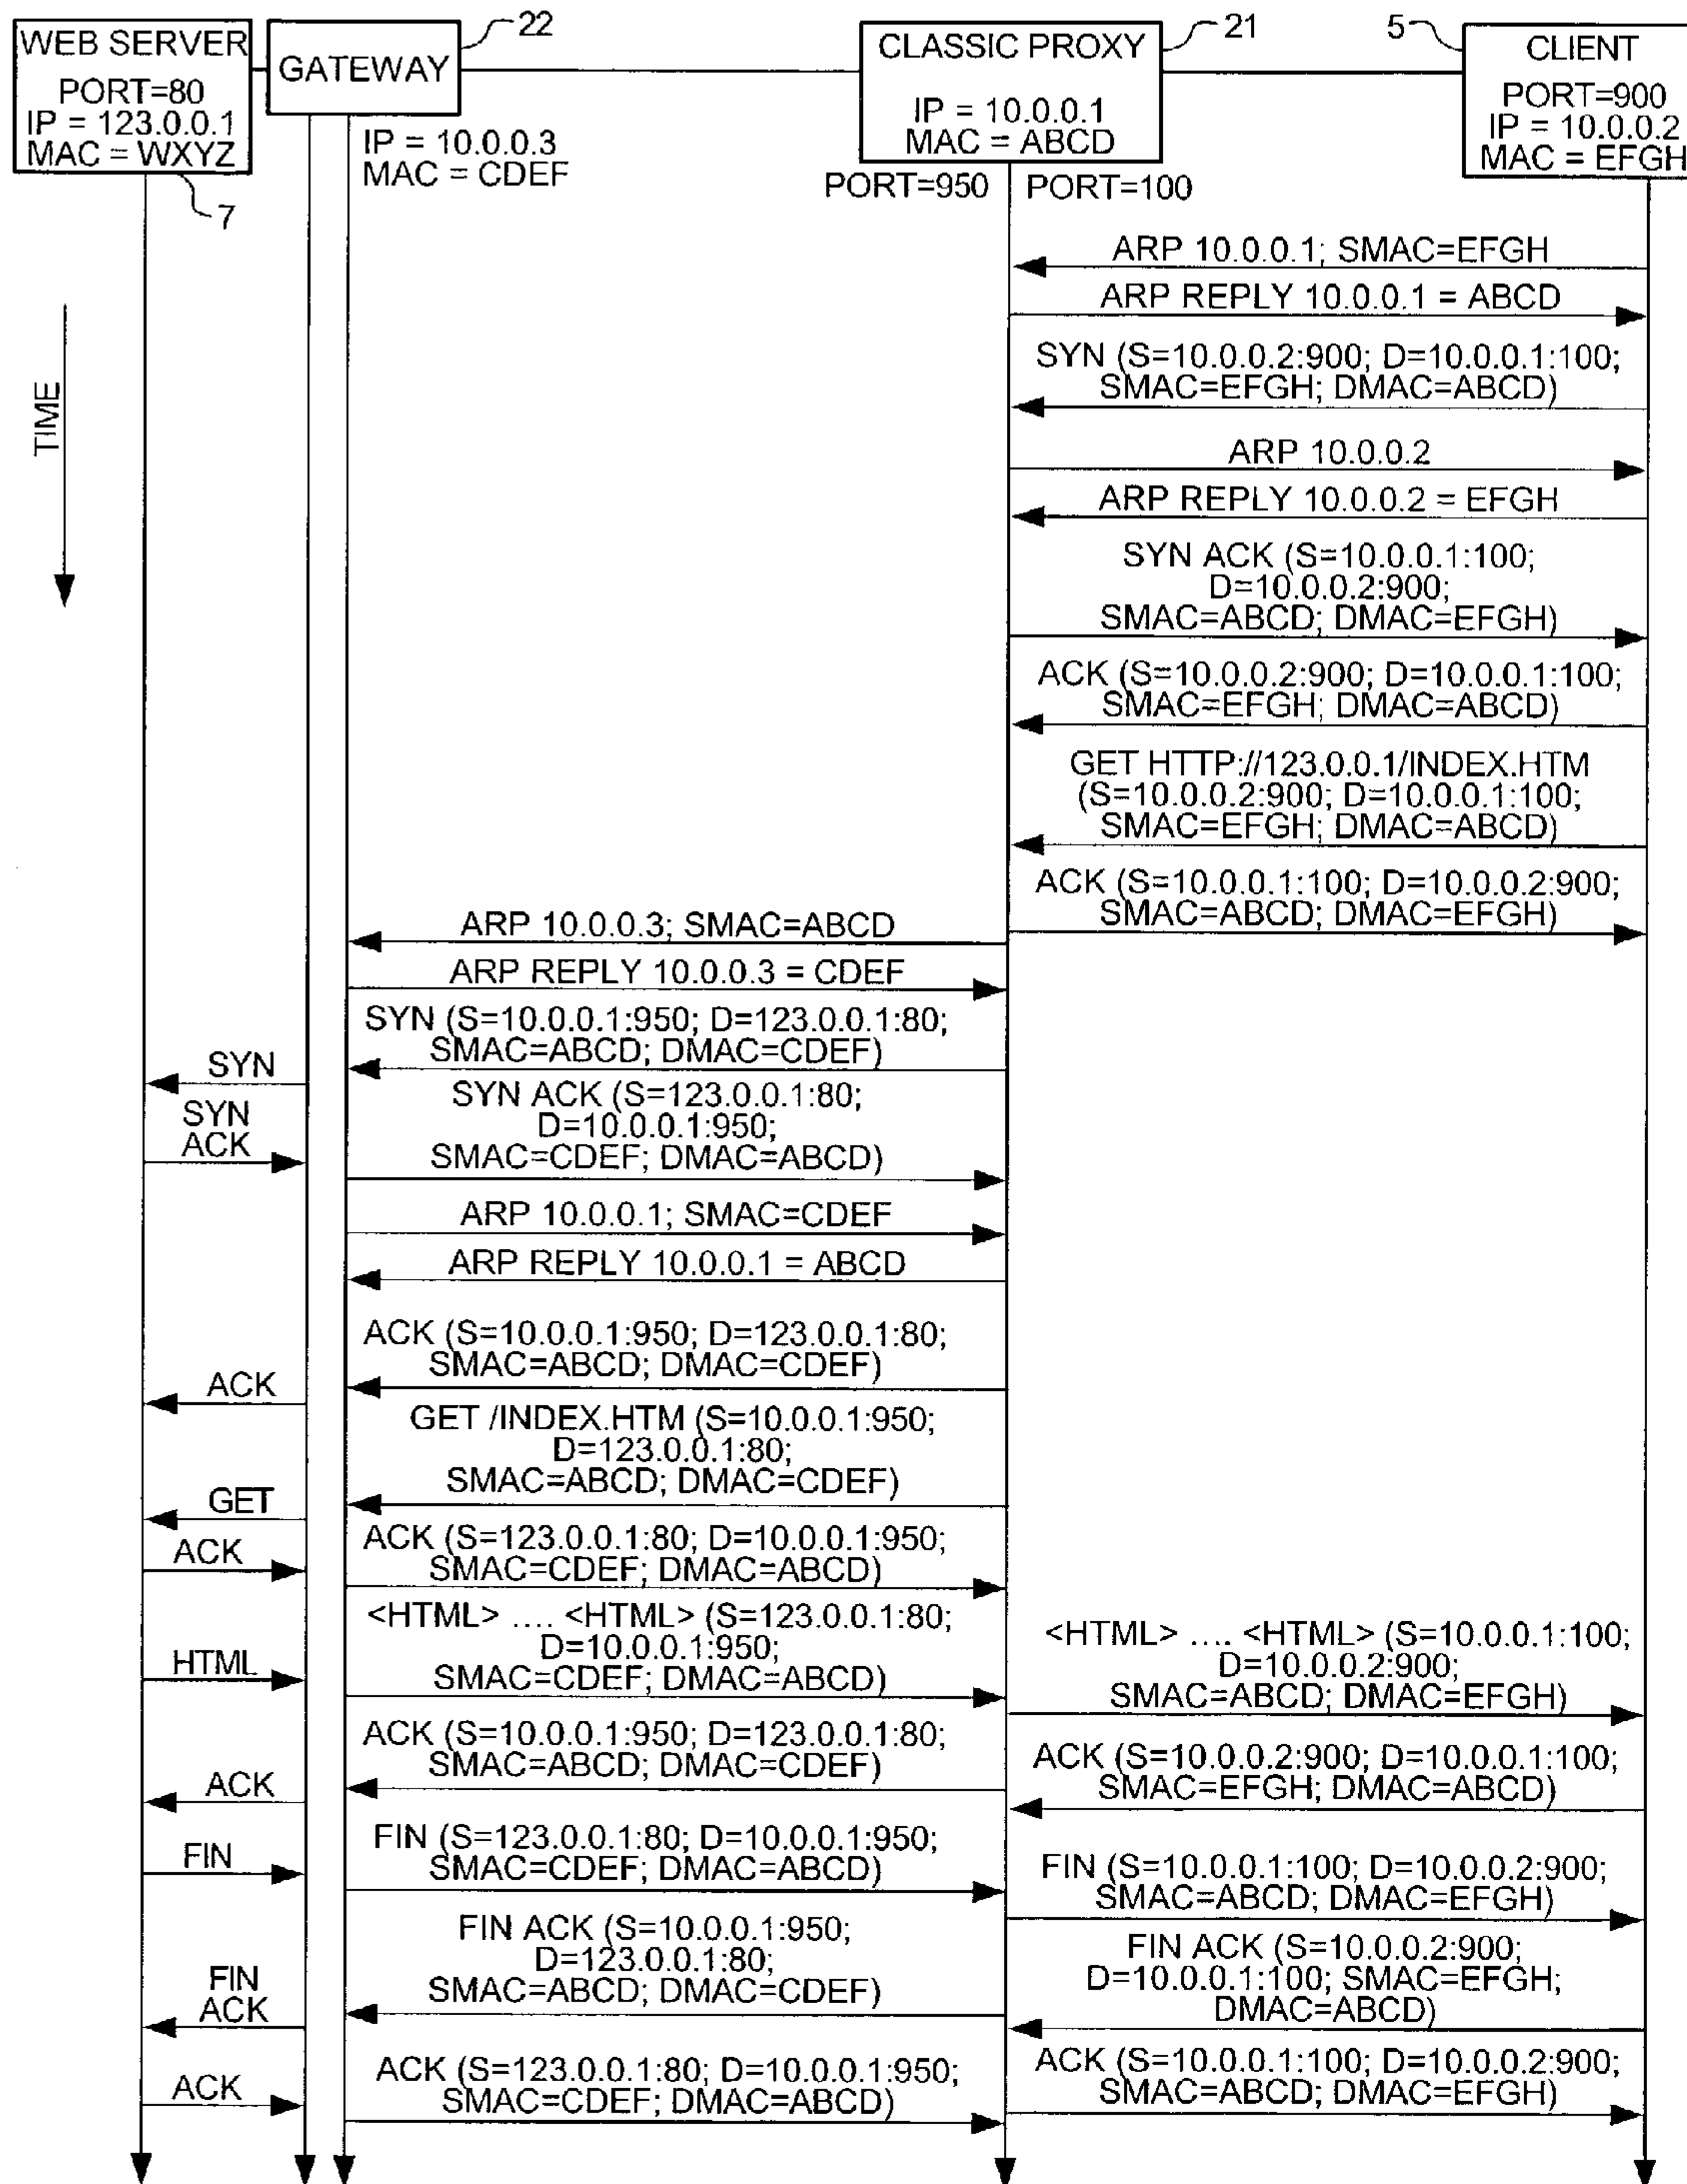 22
21
5
WEB SERVER
PORT=80
IP = 123.0.0.1
MAC = WXYZ
7
GATEWAY
IP = 10.0.0.3
MAC = CDEF
CLASSIC PROXY
IP = 10.0.0.1
MAC = ABCD
PORT=950
PORT=100
CLIENT
PORT=900
IP = 10.0.0.2
MAC = EFGH
TIME
ARP 10.0.0.1; SMAC=EFGH
ARP REPLY 10.0.0.1 = ABCD
SYN (S=10.0.0.2:900; D=10.0.0.1:100;
SMAC=EFGH; DMAC=ABCD)
ARP 10.0.0.2
ARP REPLY 10.0.0.2 = EFGH
SYN ACK (S=10.0.0.1:100;
D=10.0.0.2:900;
SMAC=ABCD; DMAC=EFGH)
ACK (S=10.0.0.2:900; D=10.0.0.1:100;
SMAC=EFGH; DMAC=ABCD)
GET HTTP://123.0.0.1/INDEX.HTM
(S=10.0.0.2:900; D=10.0.0.1:100;
SMAC=EFGH; DMAC=ABCD)
ACK (S=10.0.0.1:100; D=10.0.0.2:900;
SMAC=ABCD; DMAC=EFGH)
ARP 10.0.0.3; SMAC=ABCD
ARP REPLY 10.0.0.3 = CDEF
SYN (S=10.0.0.1:950; D=123.0.0.1:80;
SMAC=ABCD; DMAC=CDEF)
SYN
SYN
ACK
SYN ACK (S=123.0.0.1:80;
D=10.0.0.1:950;
SMAC=CDEF; DMAC=ABCD)
ARP 10.0.0.1; SMAC=CDEF
ARP REPLY 10.0.0.1 = ABCD
ACK (S=10.0.0.1:950; D=123.0.0.1:80;
SMAC=ABCD; DMAC=CDEF)
ACK
GET /INDEX.HTM (S=10.0.0.1:950;
D=123.0.0.1:80;
SMAC=ABCD; DMAC=CDEF)
GET
ACK
ACK (S=123.0.0.1:80; D=10.0.0.1:950;
SMAC=CDEF; DMAC=ABCD)
HTML
<HTML> .... <HTML> (S=123.0.0.1:80;
D=10.0.0.1:950;
SMAC=CDEF; DMAC=ABCD)
<HTML> .... <HTML> (S=10.0.0.1:100;
D=10.0.0.2:900;
SMAC=ABCD; DMAC=EFGH)
ACK (S=10.0.0.1:950; D=123.0.0.1:80;
SMAC=ABCD; DMAC=CDEF)
ACK
ACK (S=10.0.0.2:900; D=10.0.0.1:100;
SMAC=EFGH; DMAC=ABCD)
FIN
FIN (S=123.0.0.1:80; D=10.0.0.1:950;
SMAC=CDEF; DMAC=ABCD)
FIN (S=10.0.0.1:100; D=10.0.0.2:900;
SMAC=ABCD; DMAC=EFGH)
FIN ACK (S=10.0.0.1:950;
D=123.0.0.1:80;
SMAC=ABCD; DMAC=CDEF)
FIN
ACK
FIN ACK (S=10.0.0.2:900;
D=10.0.0.1:100; SMAC=EFGH;
DMAC=ABCD)
ACK
ACK (S=123.0.0.1:80; D=10.0.0.1:950;
SMAC=CDEF; DMAC=ABCD)
ACK (S=10.0.0.1:100; D=10.0.0.2:900;
SMAC=ABCD; DMAC=EFGH)